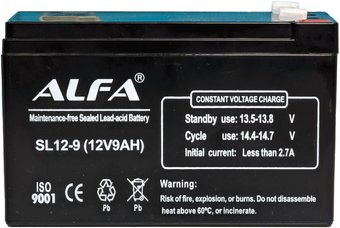 ALFA®
Maintenance-free Sealed Lead-acid Battery
SL12-9 (12V9AH)
CONSTANT VOLTAGE CHARGE
Standby use: 13.5-13.8 V
Cycle use: 14.4-14.7 V
Initial current: Less than 2.7A
ISO
9001
CE
Warning:
Risk of fire, explosion, or burns. Do not disassemble
heat above 60°C, or incinerate.